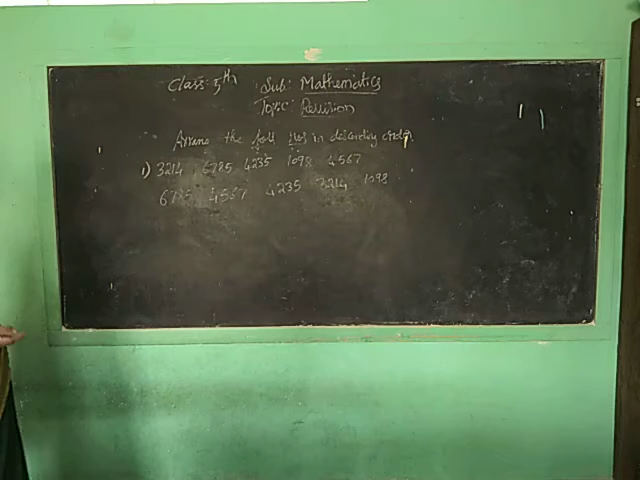 Class: 5th Sub: Mathematics
Topic: Revision
Arrange the foll Nos in descending order
1) 3214 6785 4235 1098 4567
6785 4567 4235 3214 1098